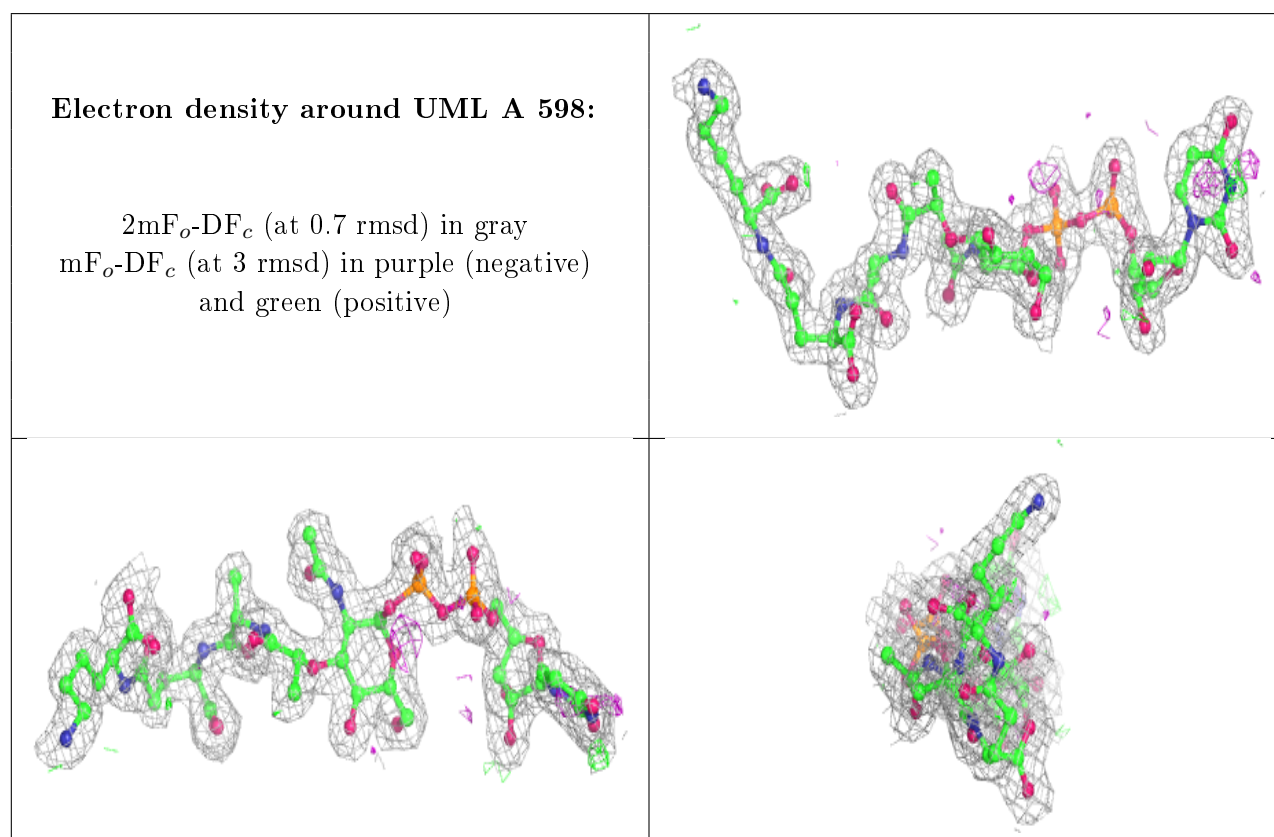 Electron density around UML A 598:
2mFₒ-DF𝒸 (at 0.7 rmsd) in gray
mFₒ-DF𝒸 (at 3 rmsd) in purple (negative)
and green (positive)